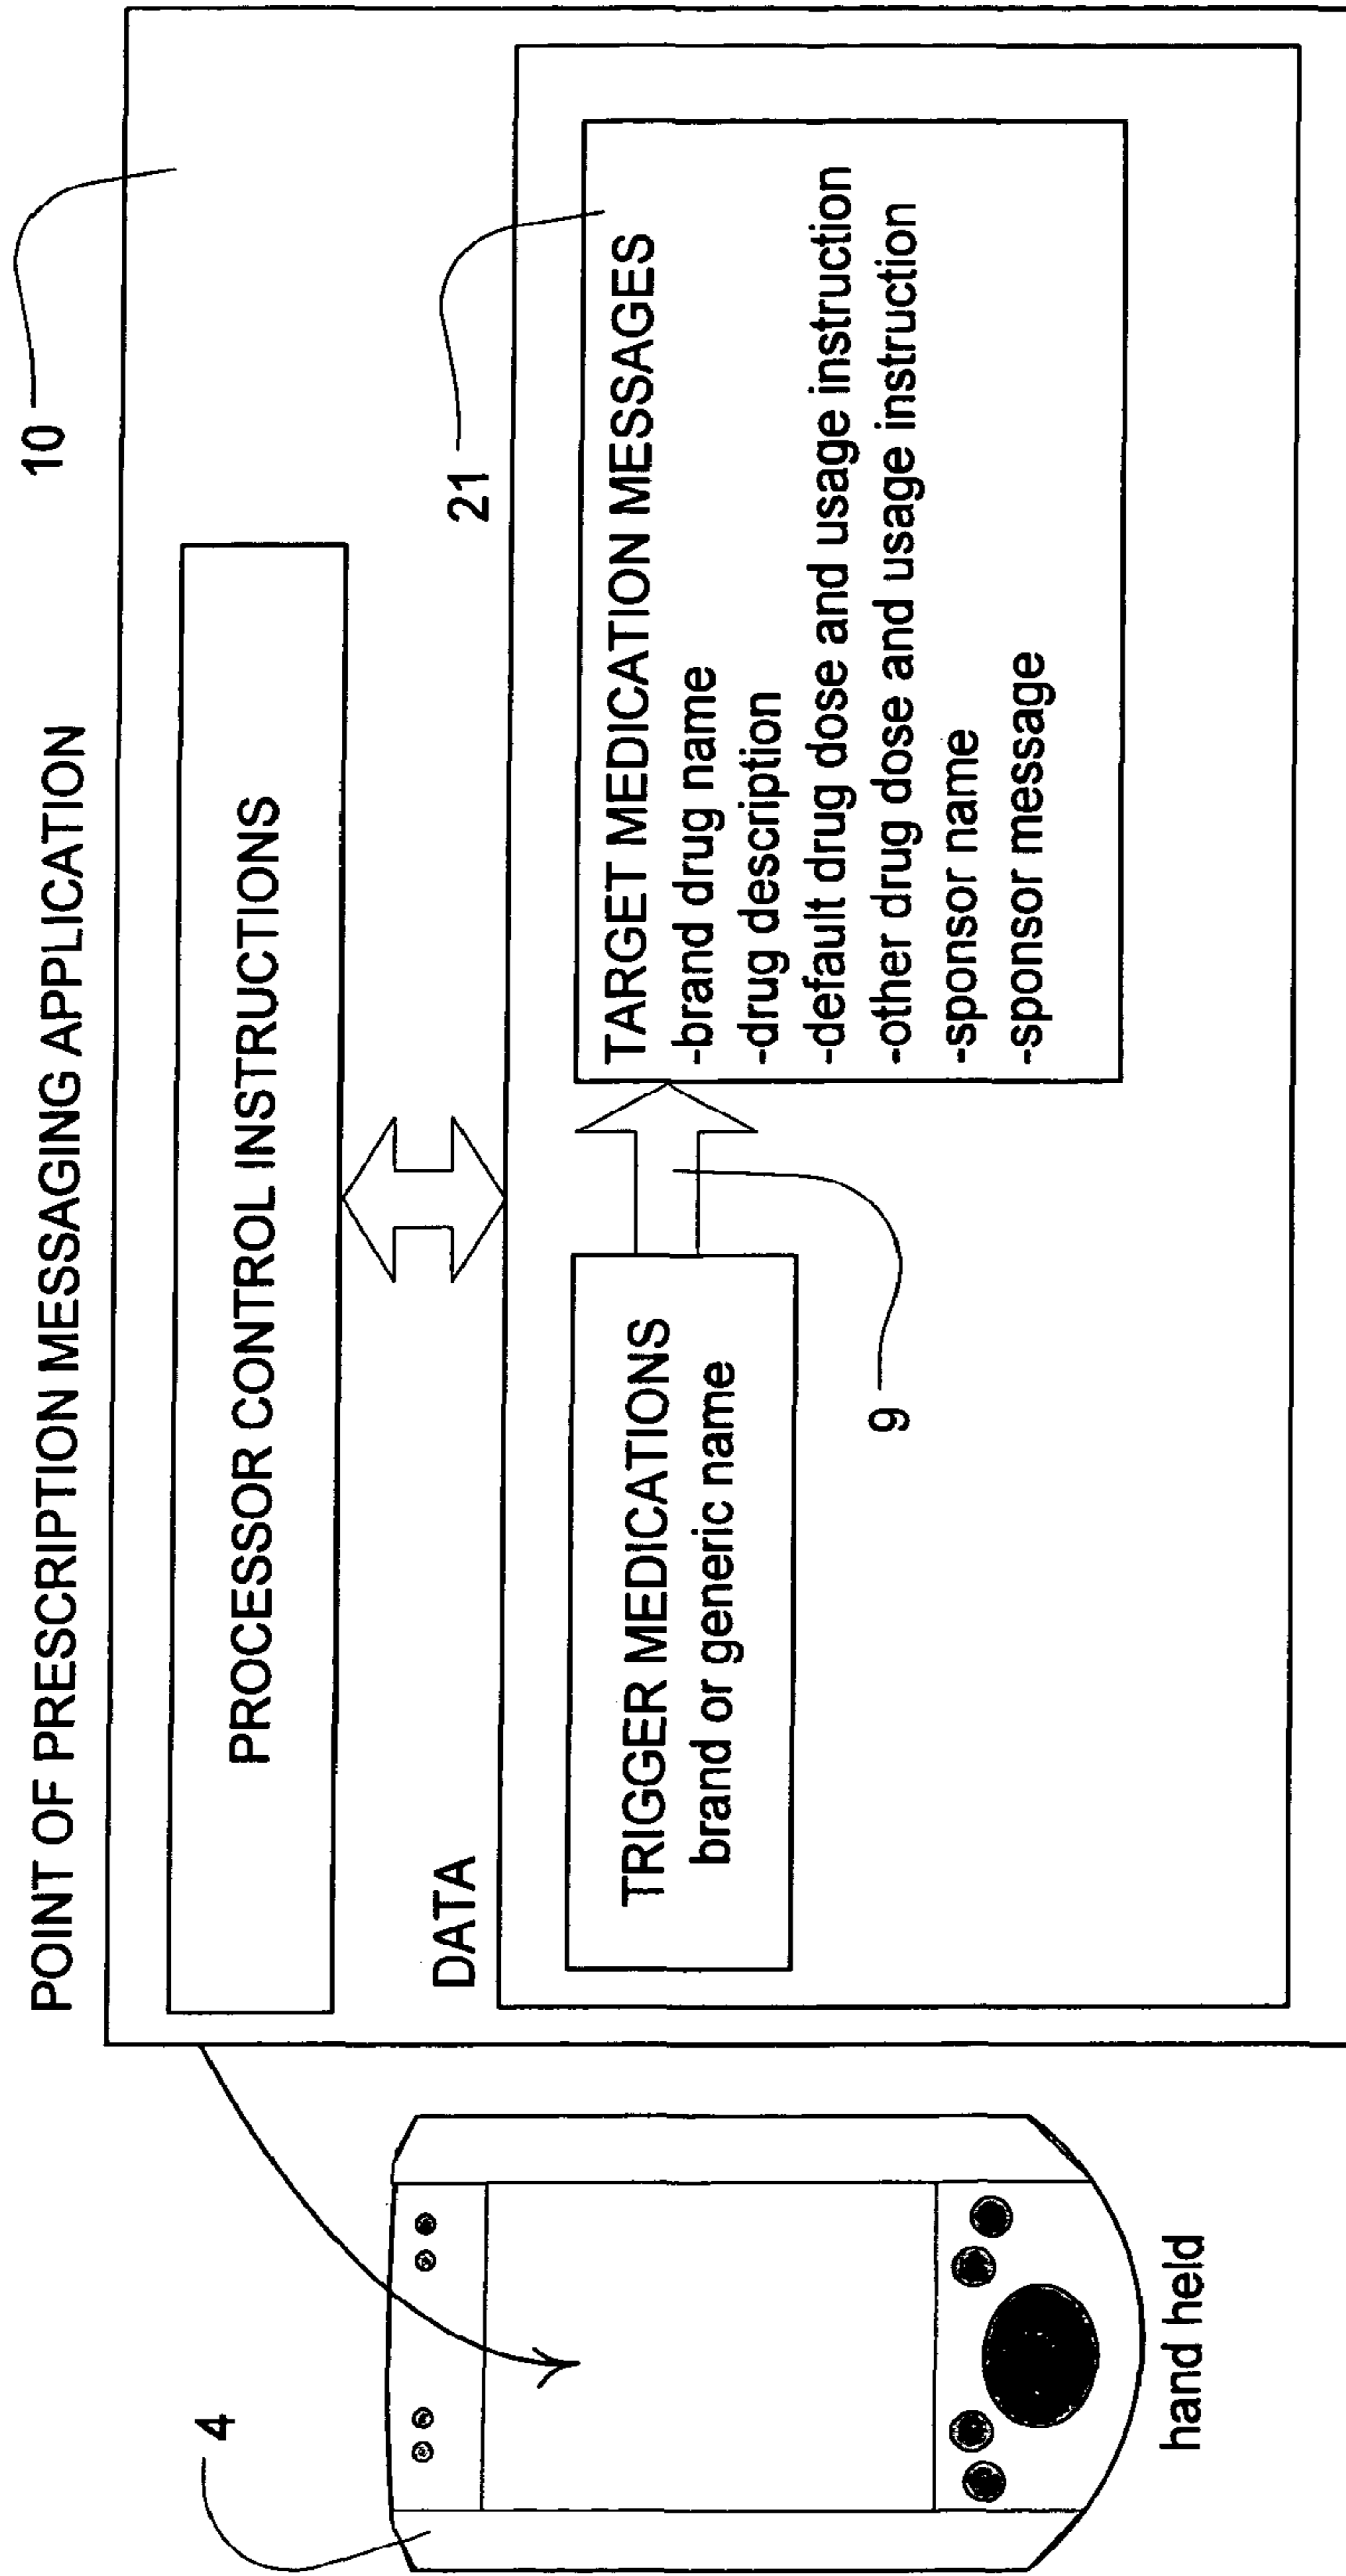 POINT OF PRESCRIPTION MESSAGING APPLICATION
10
PROCESSOR CONTROL INSTRUCTIONS
DATA
21
TRIGGER MEDICATIONS
brand or generic name
9
TARGET MEDICATION MESSAGES
-brand drug name
-drug description
-default drug dose and usage instruction
-other drug dose and usage instruction
-sponsor name
-sponsor message
4
hand held